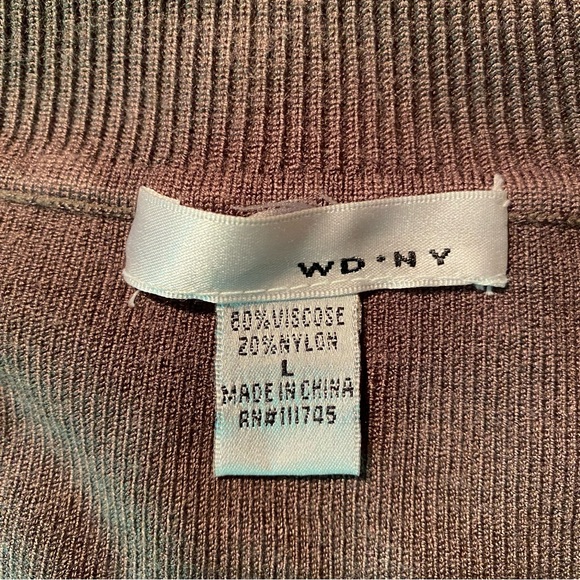 WD·NY
80%VISCOSE
20%NYLON
L
MADE IN CHINA
RN#111745